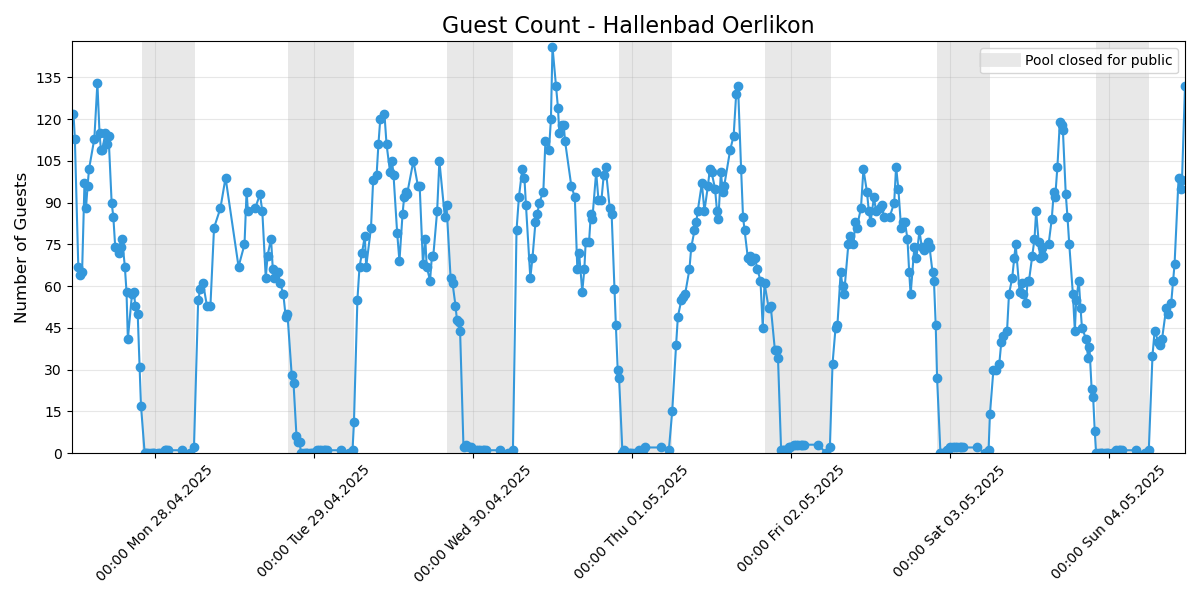 Guest Count - Hallenbad Oerlikon
Pool closed for public
Number of Guests
135
120
105
90
75
60
45
30
15
0
00:00 Mon 28.04.2025
00:00 Tue 29.04.2025
00:00 Wed 30.04.2025
00:00 Thu 01.05.2025
00:00 Fri 02.05.2025
00:00 Sat 03.05.2025
00:00 Sun 04.05.2025